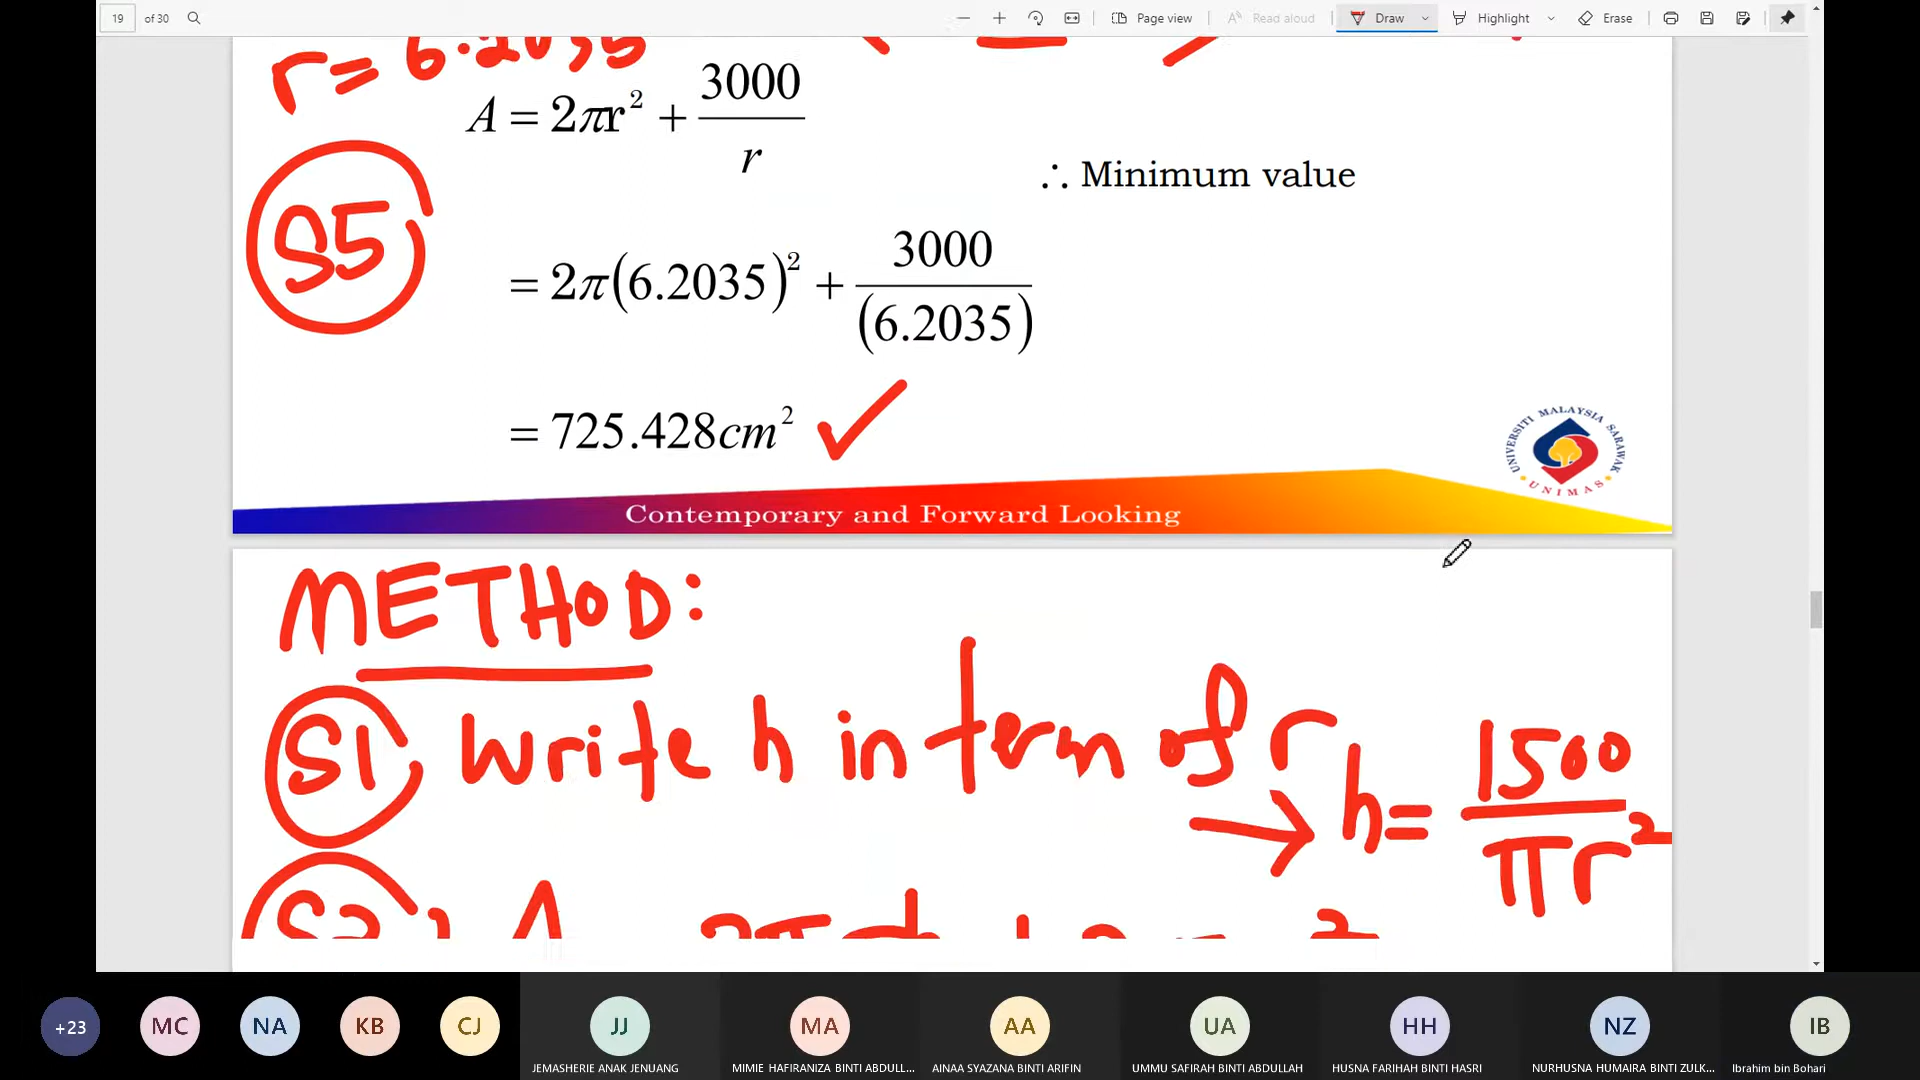 19 of 30 Page view Read aloud Draw Highlight Erase
r = 6.2035
A = 2πr² + 3000/r
∴ Minimum value
S5
= 2π(6.2035)² + 3000/(6.2035)
= 725.428cm²
UNIVERSITI MALAYSIA SARAWAK
UNIMAS
Contemporary and Forward Looking
METHOD:
S1 Write h in term of r
→ h = 1500/πr²
+23 MC NA KB CJ JJ MA AA UA HH NZ IB
JEMASHERIE ANAK JENUANG MIMIE HAFIRANIZA BINTI ABDULL... AINAA SYAZANA BINTI ARIFIN UMMU SAFIRAH BINTI ABDULLAH HUSNA FARIHAH BINTI HASRI NURHUSNA HUMAIRA BINTI ZULK... Ibrahim bin Bohari